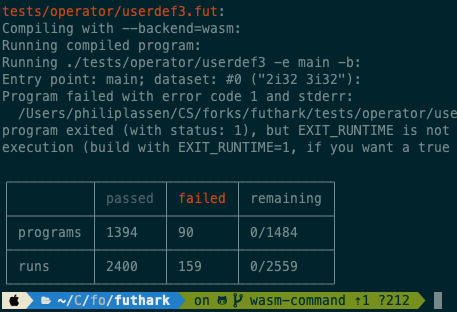 tests/operator/userdef3.fut:
Compiling with --backend=wasm:
Running compiled program:
Running ./tests/operator/userdef3 -e main -b:
Entry point: main; dataset: #0 ("2i32 3i32"):
Program failed with error code 1 and stderr:
/Users/philiplassen/CS/forks/futhark/tests/operator/use
program exited (with status: 1), but EXIT_RUNTIME is not
execution (build with EXIT_RUNTIME=1, if you want a true
passed failed remaining
programs 1394 90 0/1484
runs 2400 159 0/2559
~/C/fo/futhark on wasm-command ↑1 ?212